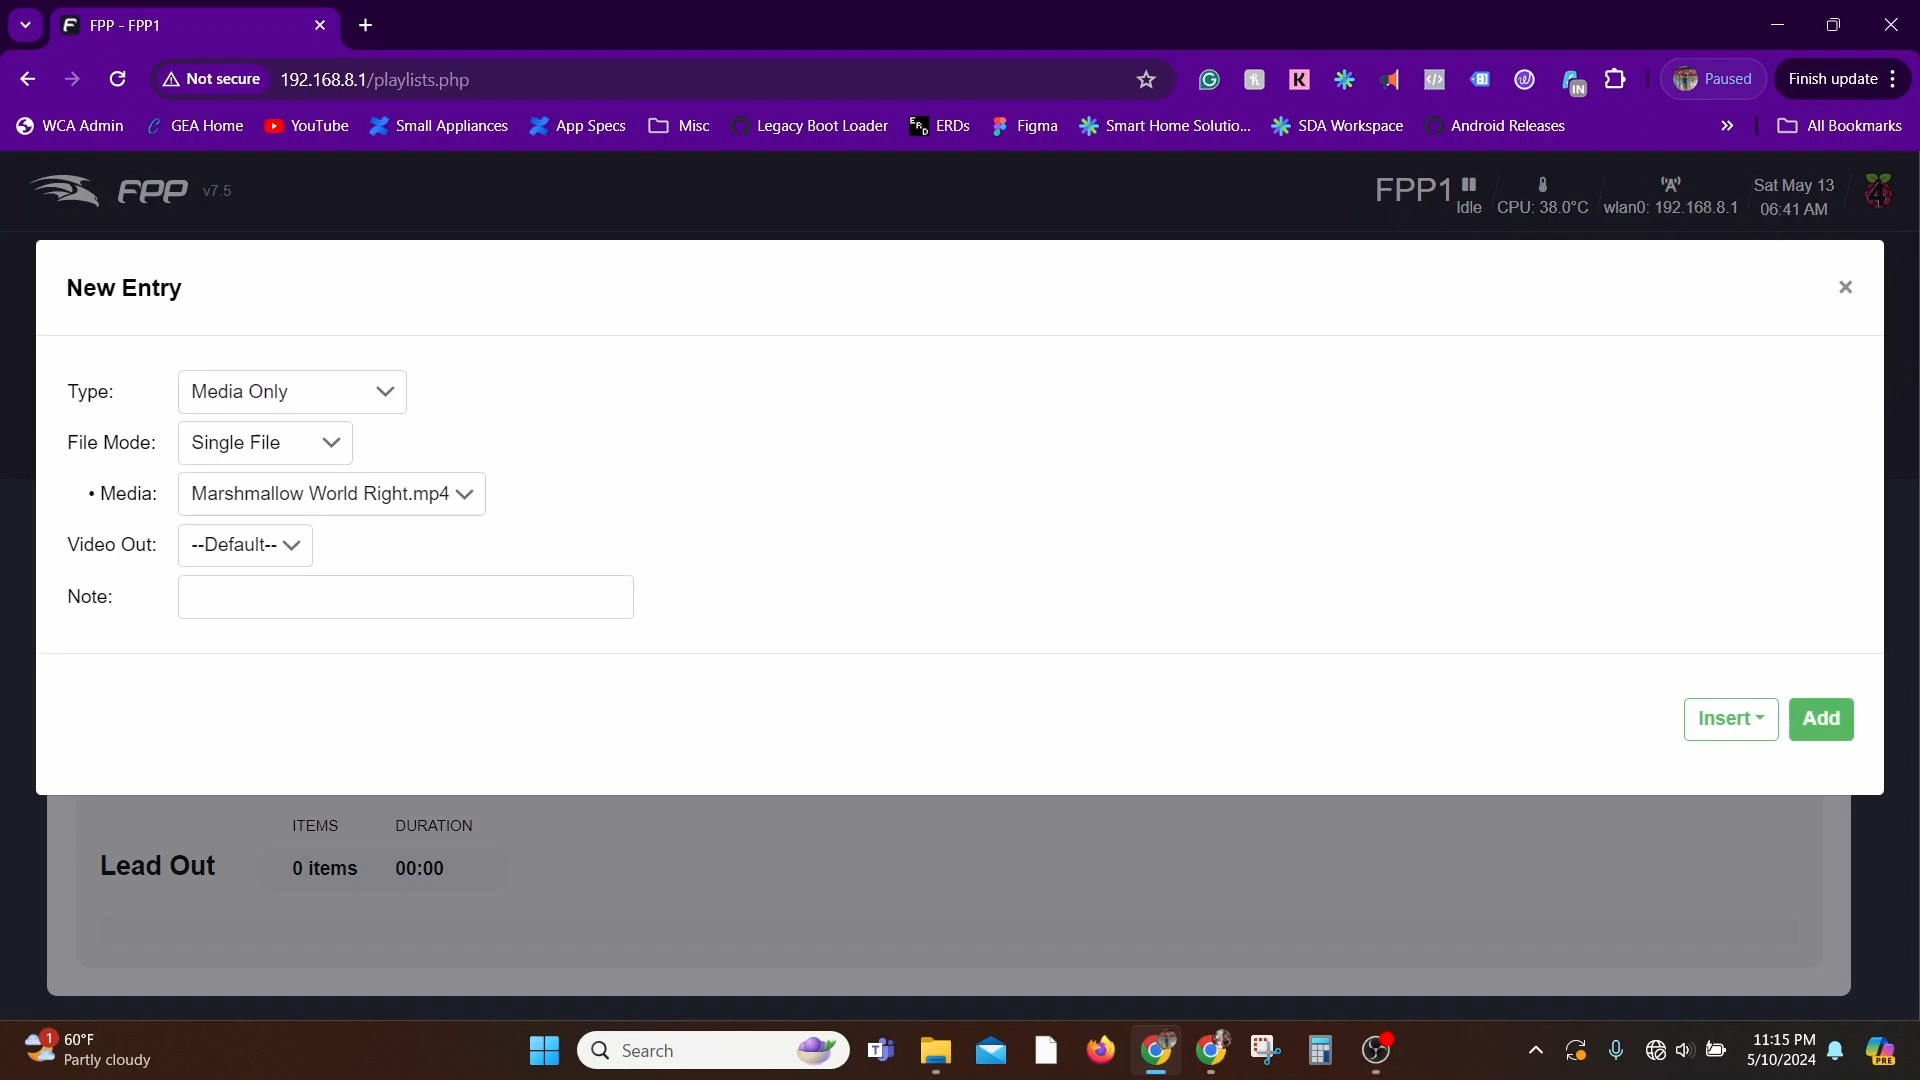 FPP - FPP1
Not secure 192.168.8.1/playlists.php Paused Finish update
IN
WCA Admin GEA Home YouTube Small Appliances App Specs Misc Legacy Boot Loader ERDs Figma Smart Home Solutio... SDA Workspace Android Releases All Bookmarks
FPP v7.5
FPP1 Idle CPU: 38.0°C wlan0: 192.168.8.1 Sat May 13 06:41 AM 4
New Entry
Type: Media Only
File Mode: Single File
• Media: Marshmallow World Right.mp4
Video Out: --Default--
Note:
Insert Add
ITEMS DURATION
Lead Out 0 items 00:00
1 60°F
Partly cloudy
Search
11:15 PM
5/10/2024
PRE